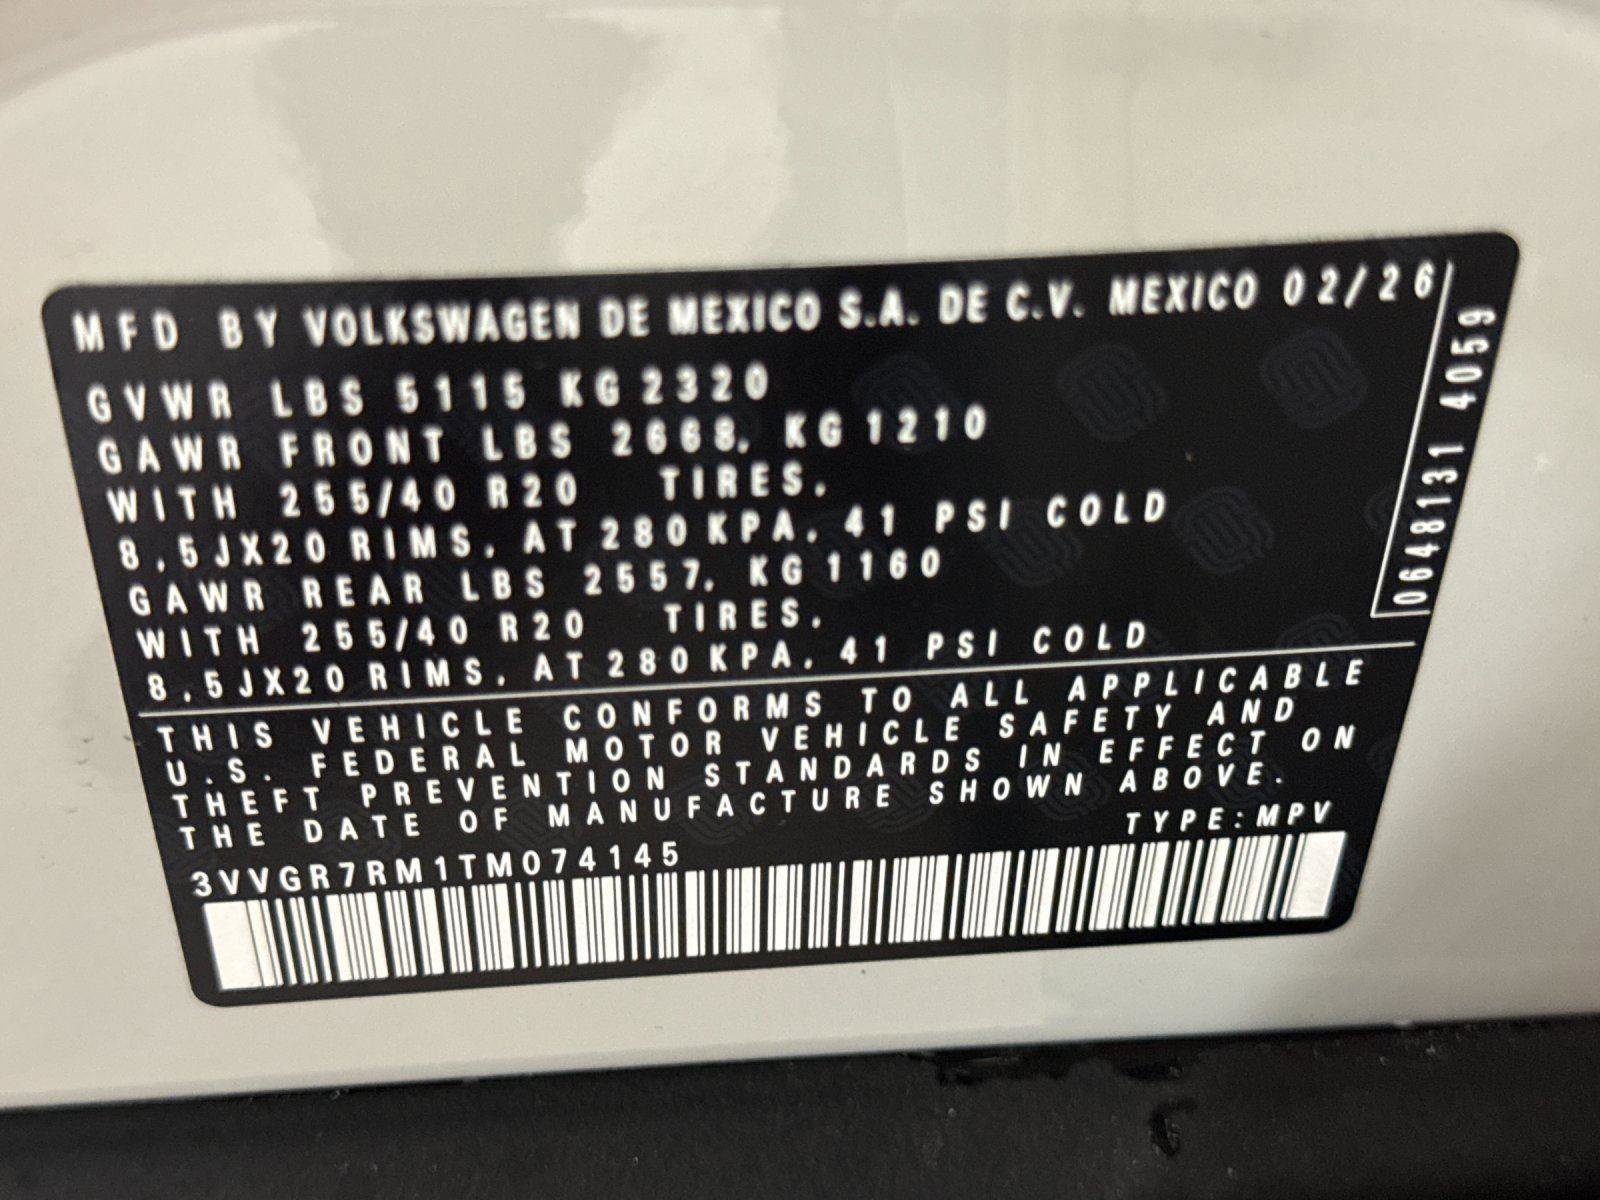 MFD BY VOLKSWAGEN DE MEXICO S.A. DE C.V. MEXICO 02/26
GVWR LBS 5115 KG 2320
GAWR FRONT LBS 2668, KG 1210
WITH 255/40 R20 TIRES,
8,5JX20 RIMS, AT 280 KPA, 41 PSI COLD
GAWR REAR LBS 2557, KG 1160
WITH 255/40 R20 TIRES,
8,5JX20 RIMS, AT 280 KPA, 41 PSI COLD
0648131 4059
THIS VEHICLE CONFORMS TO ALL APPLICABLE
U.S. FEDERAL MOTOR VEHICLE SAFETY AND
THEFT PREVENTION STANDARDS IN EFFECT ON
THE DATE OF MANUFACTURE SHOWN ABOVE.
TYPE:MPV
3VVGR7RM1TM074145